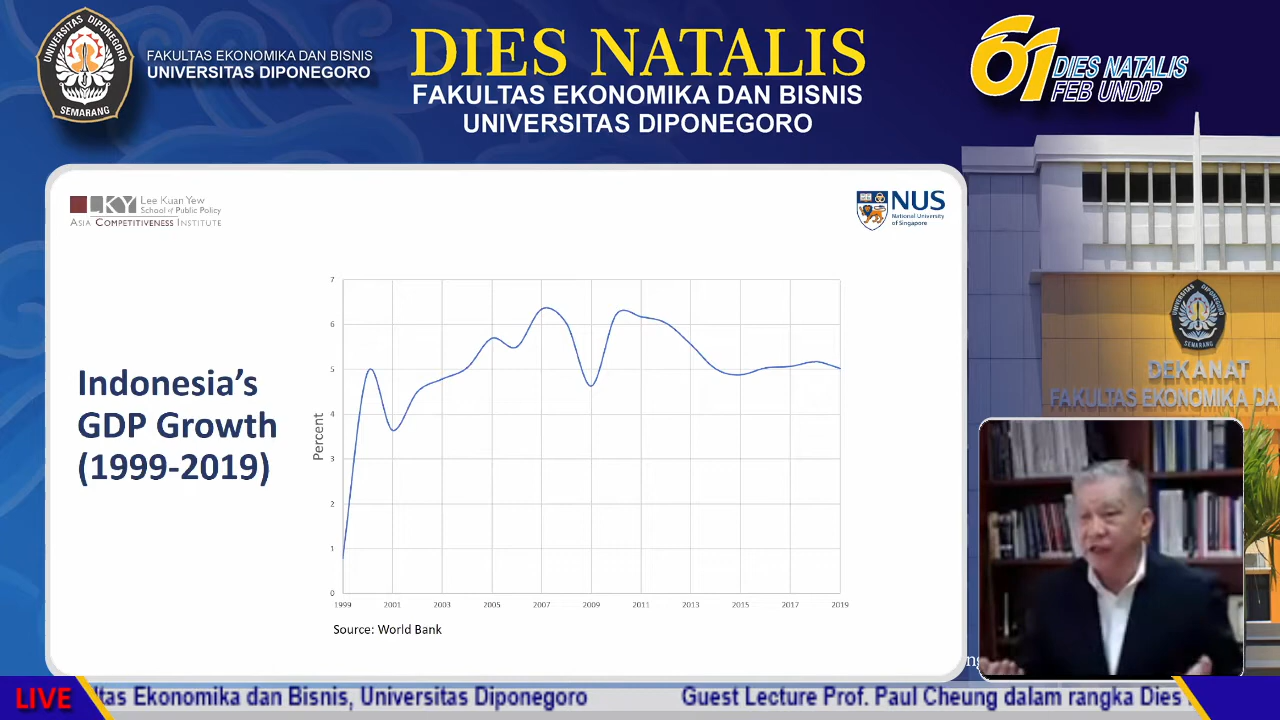 UNIVERSITAS DIPONEGORO
SEMARANG
FAKULTAS EKONOMIKA DAN BISNIS
UNIVERSITAS DIPONEGORO
DIES NATALIS
FAKULTAS EKONOMIKA DAN BISNIS
UNIVERSITAS DIPONEGORO
61
DIES NATALIS
FEB UNDIP
LKY
Lee Kuan Yew
School of Public Policy
ASIA COMPETITIVENESS INSTITUTE
NUS
National University
of Singapore
Indonesia's
GDP Growth
(1999-2019)
Percent
7
6
5
4
3
2
1
0
1999 2001 2003 2005 2007 2009 2011 2013 2015 2017 2019
Source: World Bank
UNIVERSITAS DIPONEGORO
SEMARANG
DEKANAT
FAKULTAS EKONOMIKA DA
LIVE
ltas Ekonomika dan Bisnis, Universitas Diponegoro Guest Lecture Prof. Paul Cheung dalam rangka Dies